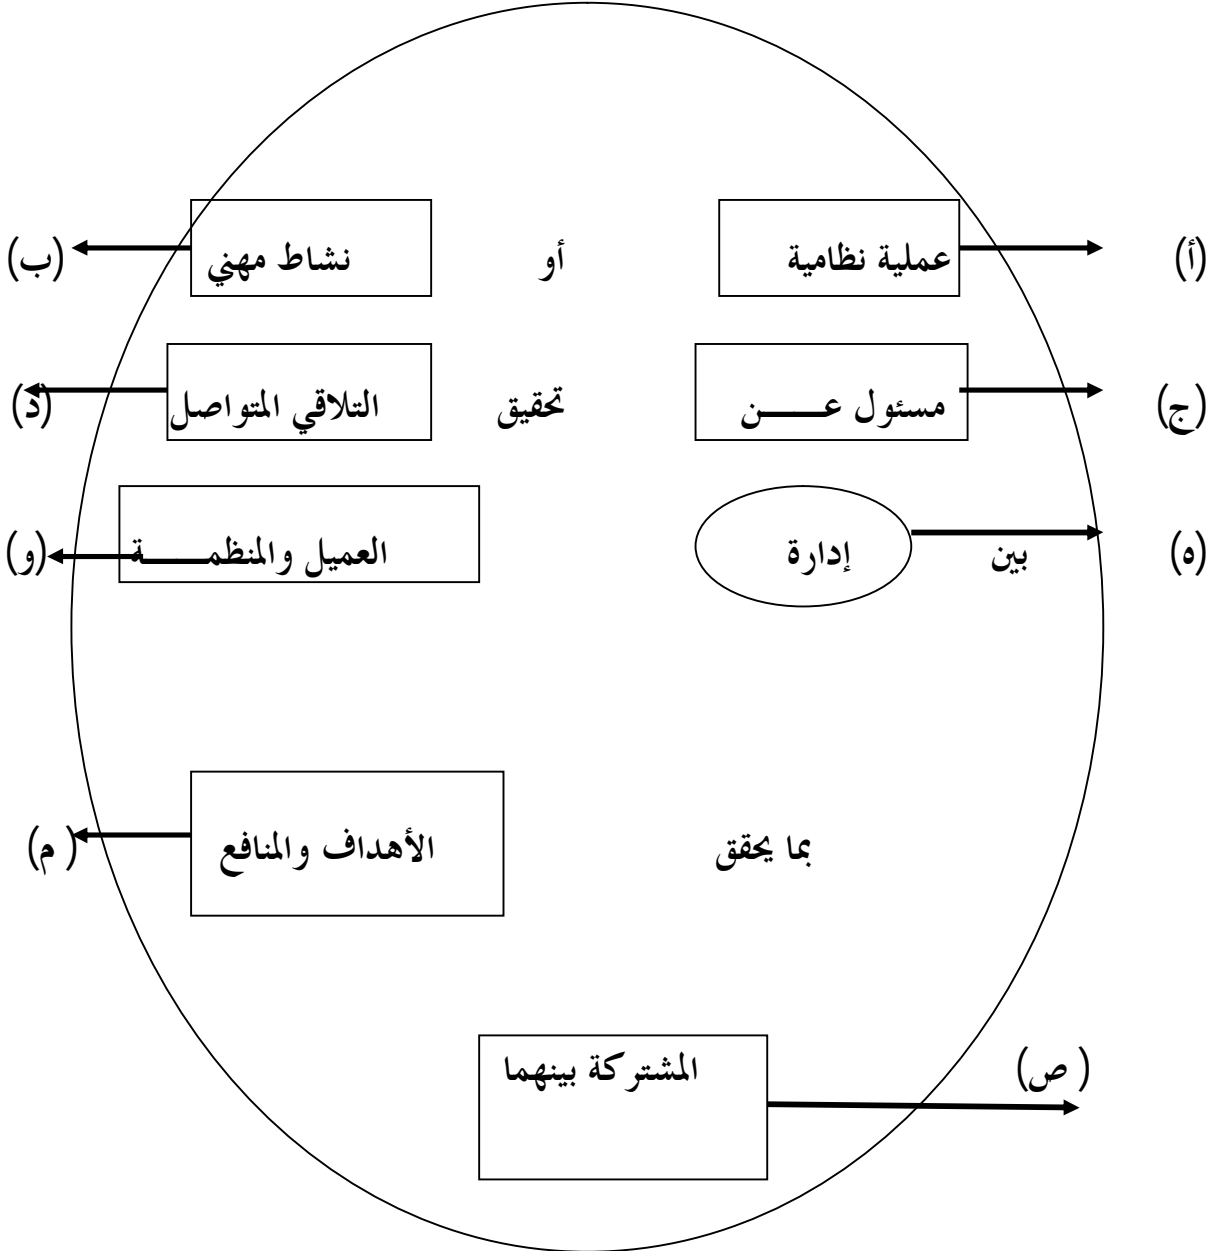 (أ) عملية نظامية أو نشاط مهني (ب)
(ج) مسئول عـــــن تحقيق التلاقي المتواصل (د)
(ه) بين إدارة العميل والمنظمـــــة (و)
بما يحقق الأهداف والمنافع ( م)
( ص) المشتركة بينهما